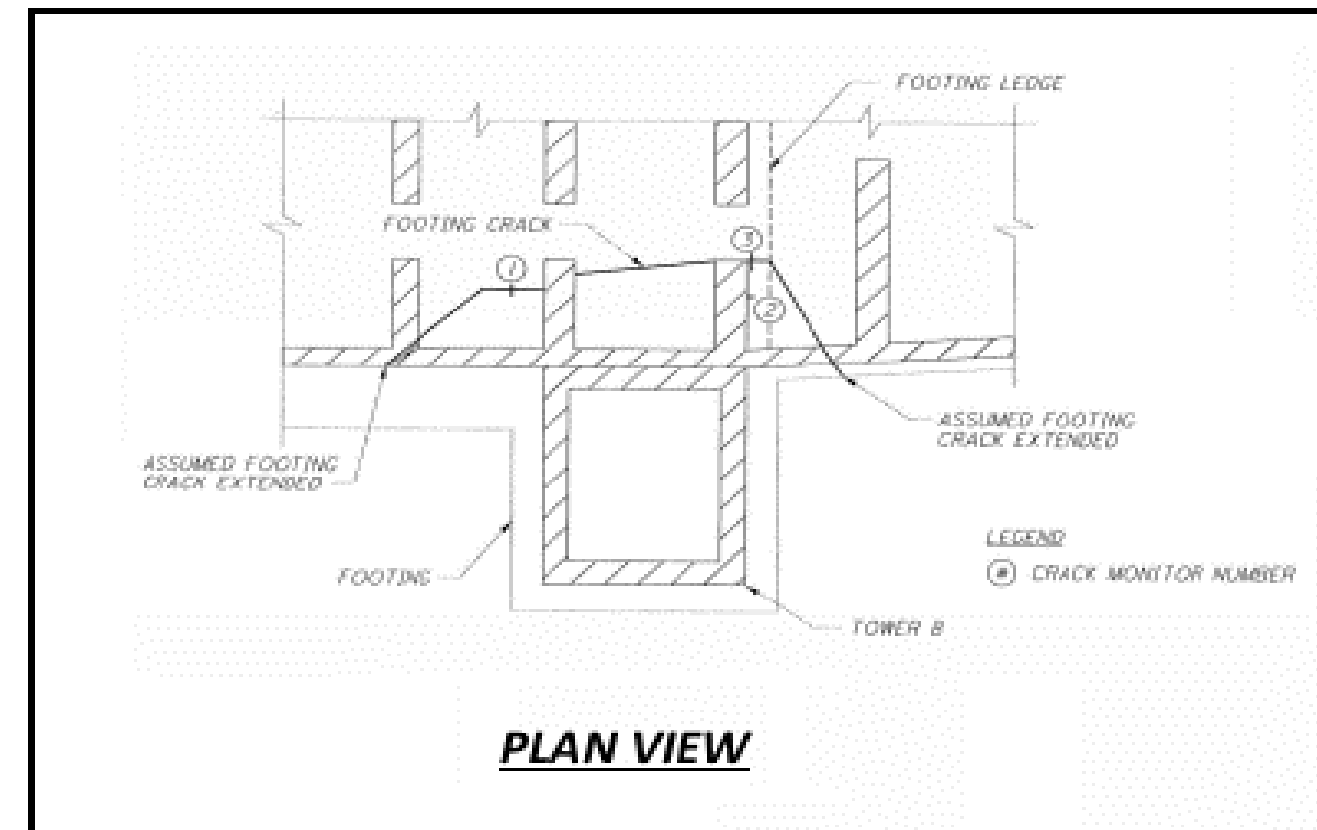 FOOTING LEDGE
FOOTING CRACK
3
1
2
ASSUMED FOOTING
CRACK EXTENDED
ASSUMED FOOTING
CRACK EXTENDED
LEGEND
# CRACK MONITOR NUMBER
FOOTING
TOWER B
PLAN VIEW